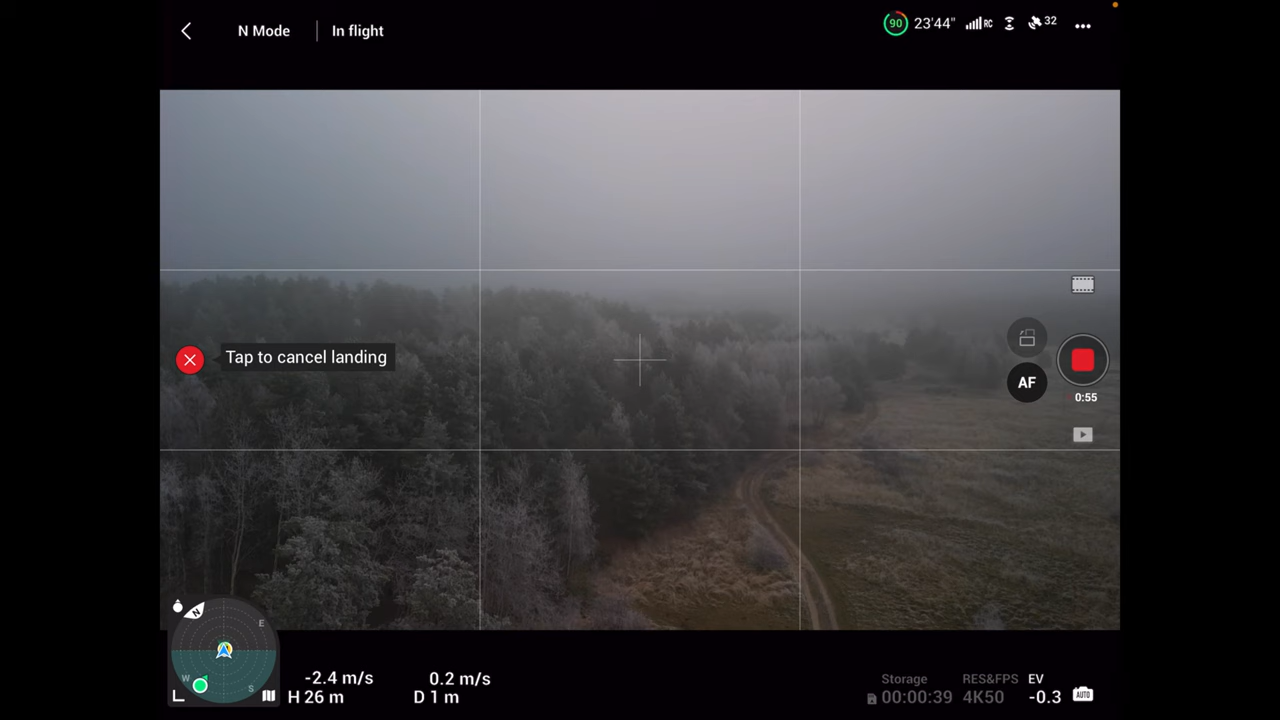 N Mode
In flight
90
23'44"
RC
32
Tap to cancel landing
AF
0:55
N
E
W
S
-2.4 m/s
0.2 m/s
H 26 m
D 1 m
Storage
RES&FPS
EV
00:00:39
4K50
-0.3
AUTO